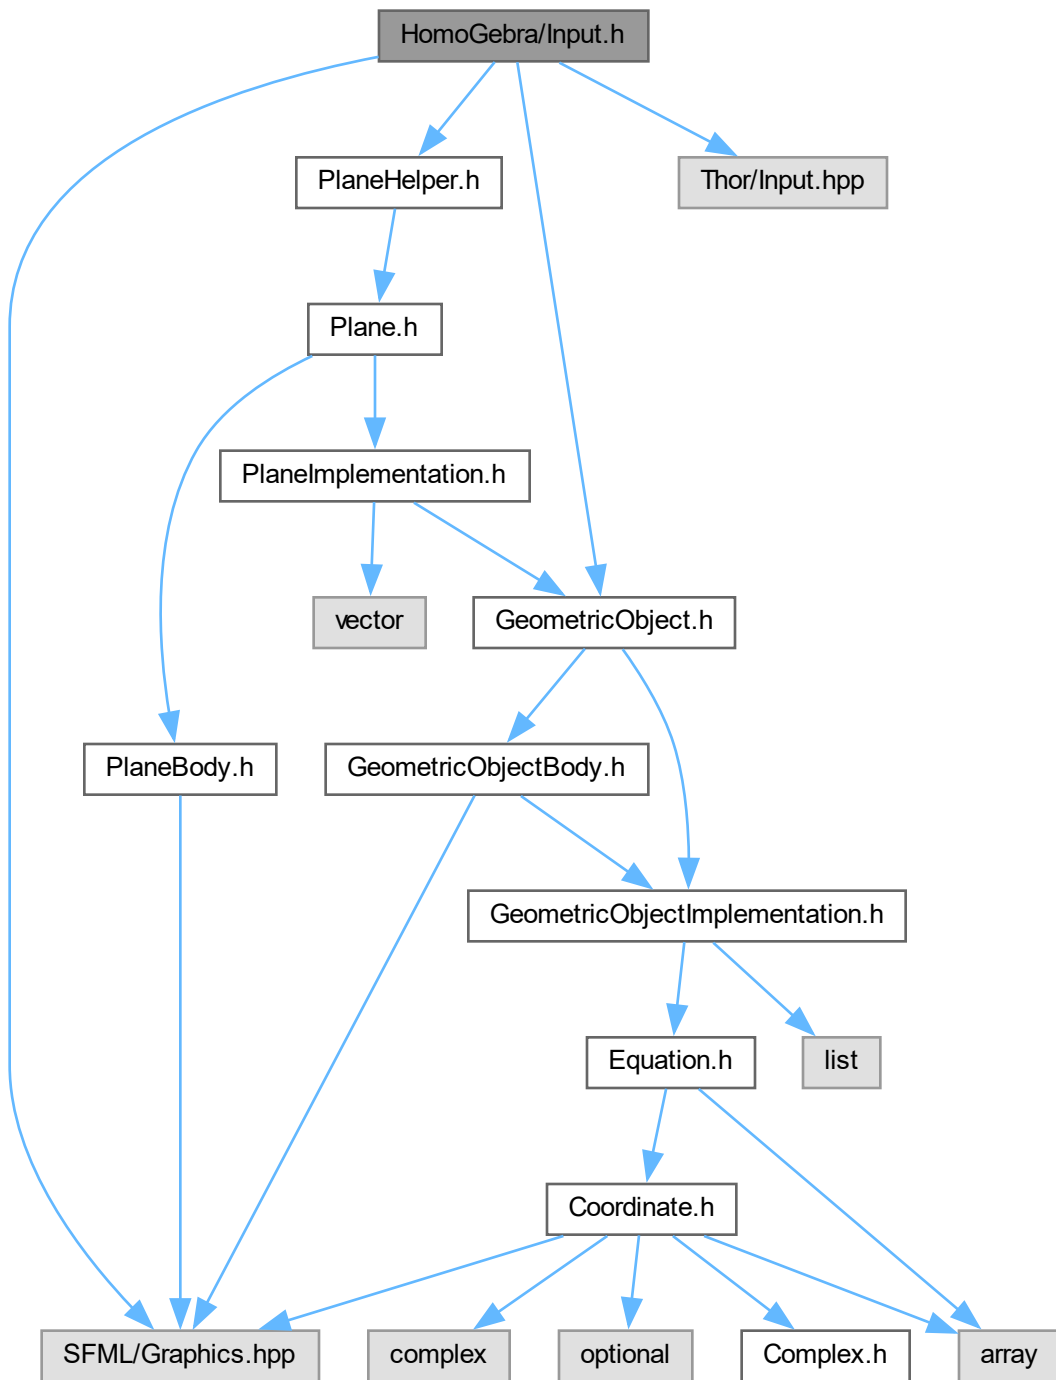 HomoGebra/Input.h
PlaneHelper.h
Thor/Input.hpp
Plane.h
PlaneImplementation.h
vector
GeometricObject.h
PlaneBody.h
GeometricObjectBody.h
GeometricObjectImplementation.h
Equation.h
list
Coordinate.h
SFML/Graphics.hpp
complex
optional
Complex.h
array